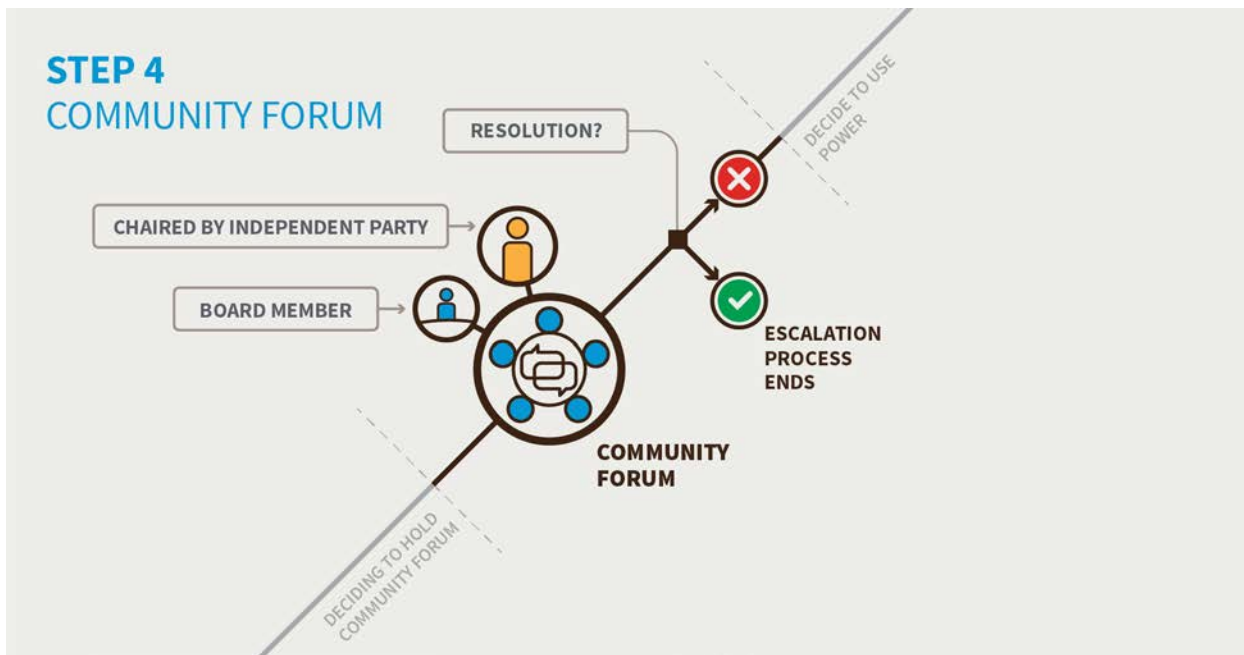 STEP 4
COMMUNITY FORUM
RESOLUTION?
DECIDE TO USE
POWER
CHAIRED BY INDEPENDENT PARTY
BOARD MEMBER
ESCALATION
PROCESS
ENDS
COMMUNITY
FORUM
DECIDING TO HOLD
COMMUNITY FORUM